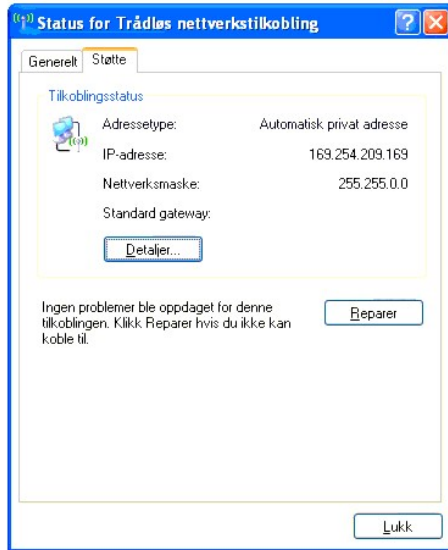 Status for Trådløs nettverkstilkobling
Generelt Støtte
Tilkoblingsstatus
Adressetype: Automatisk privat adresse
IP-adresse: 169.254.209.169
Nettverksmaske: 255.255.0.0
Standard gateway:
Detaljer...
Ingen problemer ble oppdaget for denne
tilkoblingen. Klikk Reparer hvis du ikke kan
koble til.
Reparer
Lukk